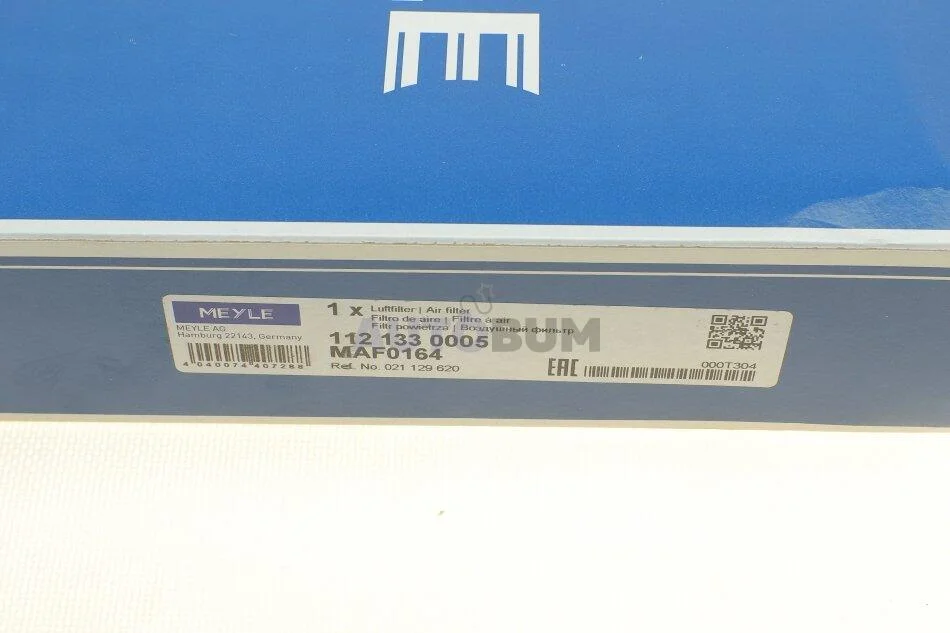 E
MEYLE
MEYLE AG
Hamburg 22143, Germany
4 040074 407288
1 x Luftfilter | Air filter
Filtro de aire | Filtre à air
Filtr powietrza | Воздушный фильтр
112 133 0005
MAF0164
Ref. No. 021 129 620
EAC
000T304
BUM